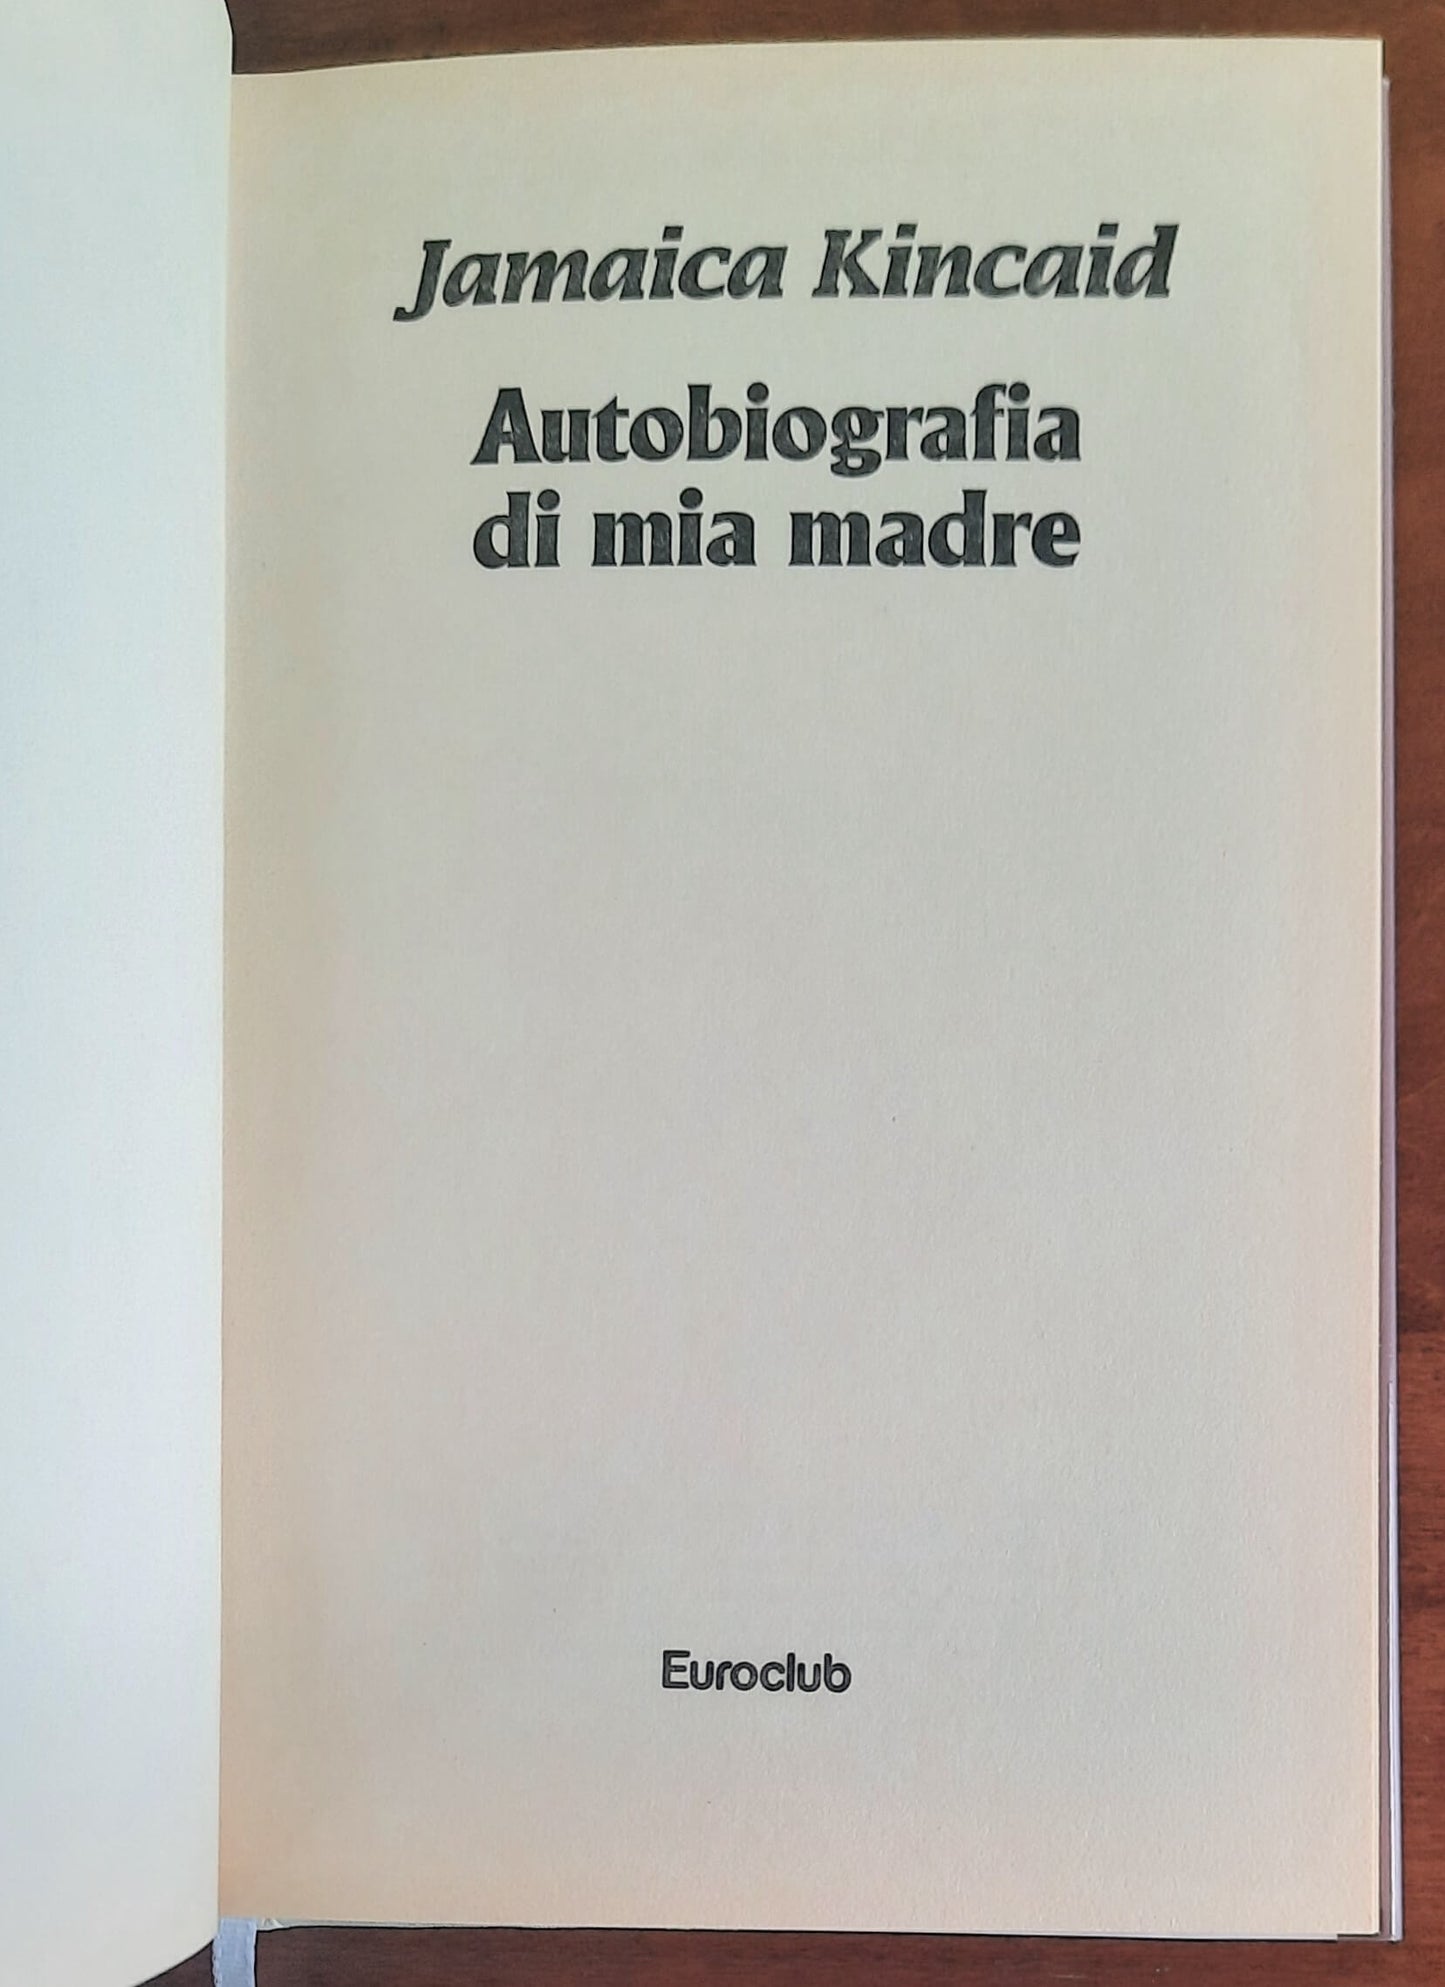 Jamaica Kincaid
Autobiografia
di mia madre
Euroclub